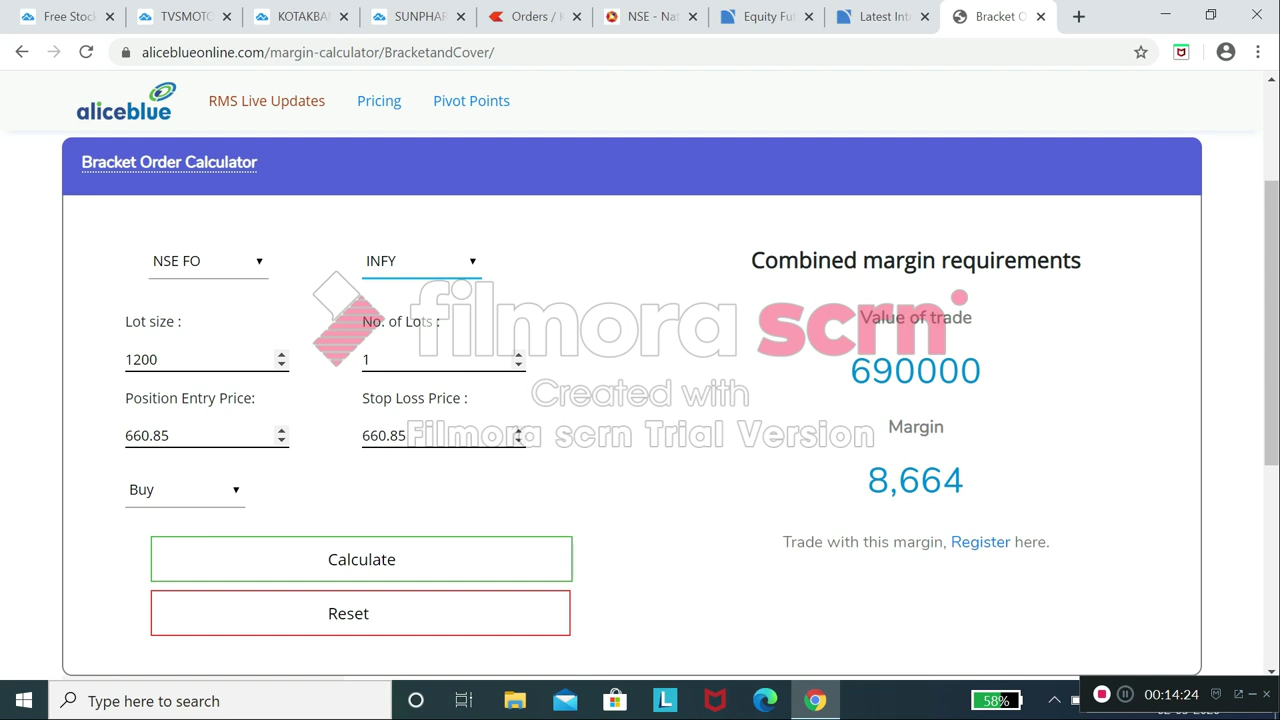 Free Stock
TVSMOTO
KOTAKBA
SUNPHAR
Orders / K
NSE - Nat
Equity Fut
Latest Int
Bracket O
aliceblueonline.com/margin-calculator/BracketandCover/
aliceblue
RMS Live Updates
Pricing
Pivot Points
Bracket Order Calculator
NSE FO
INFY
Combined margin requirements
Lot size :
No. of Lots :
Value of trade
filmora scrn
1200
1
690000
Created with
Position Entry Price:
Stop Loss Price :
Margin
660.85
660.85
Filmora scrn Trial Version
8,664
Buy
Trade with this margin, Register here.
Calculate
Reset
Type here to search
58%
00:14:24